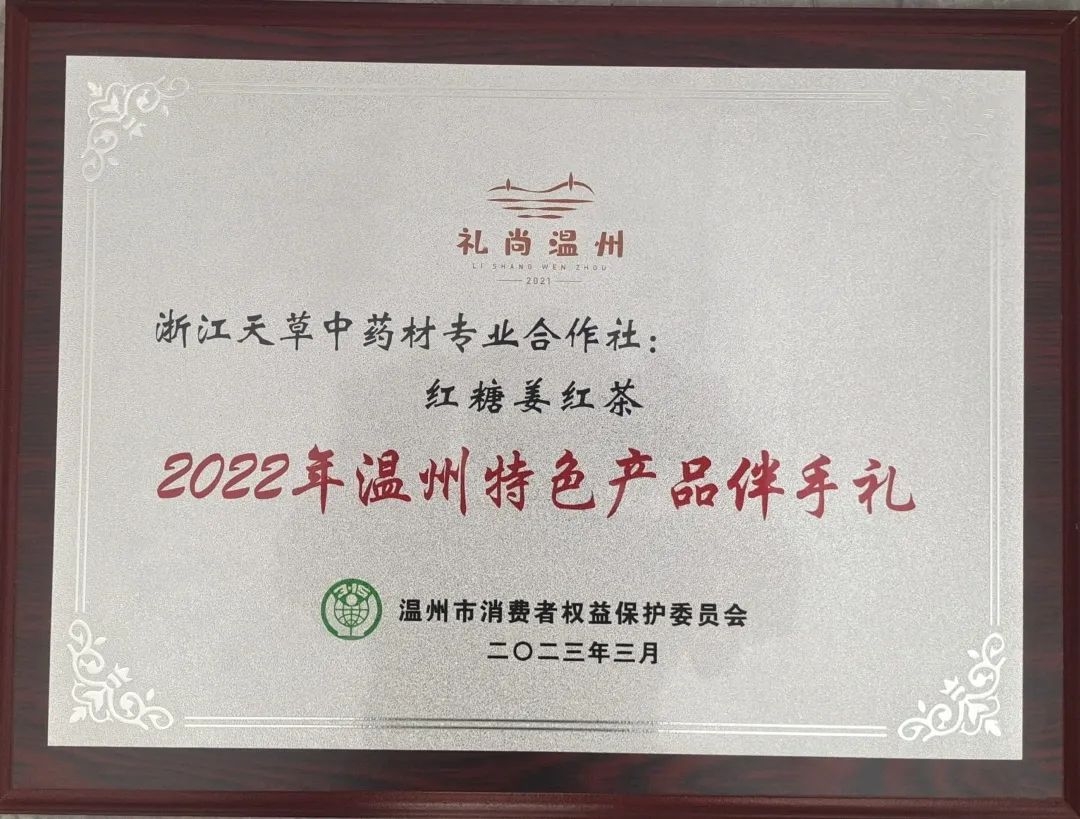 礼尚温州
LI SHANG WEN ZHOU
2021
浙江天草中药材专业合作社：
红糖姜红茶
2022年温州特色产品伴手礼
温州市消费者权益保护委员会
二〇二三年三月